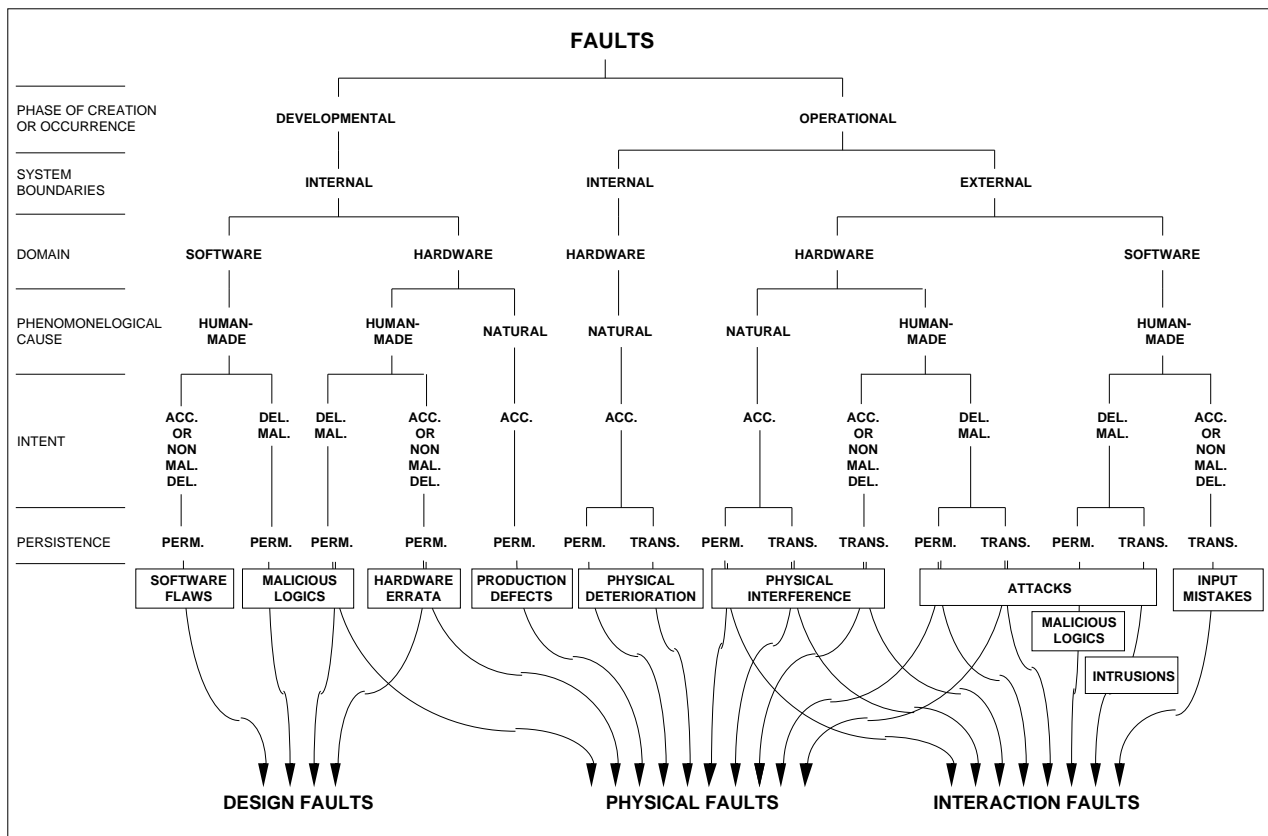 FAULTS
PHASE OF CREATION
OR OCCURRENCE
DEVELOPMENTAL
OPERATIONAL
SYSTEM
BOUNDARIES
INTERNAL
INTERNAL
EXTERNAL
DOMAIN
SOFTWARE
HARDWARE
HARDWARE
HARDWARE
SOFTWARE
PHENOMONELOGICAL
CAUSE
HUMAN-
MADE
HUMAN-
MADE
NATURAL
NATURAL
NATURAL
HUMAN-
MADE
HUMAN-
MADE
INTENT
ACC.
OR
NON
MAL.
DEL.
DEL.
MAL.
DEL.
MAL.
ACC.
OR
NON
MAL.
DEL.
ACC.
ACC.
ACC.
ACC.
OR
NON
MAL.
DEL.
DEL.
MAL.
DEL.
MAL.
ACC.
OR
NON
MAL.
DEL.
PERSISTENCE
PERM.
PERM.
PERM.
PERM.
PERM.
PERM.
TRANS.
PERM.
TRANS.
TRANS.
PERM.
TRANS.
PERM.
TRANS.
TRANS.
SOFTWARE
FLAWS
MALICIOUS
LOGICS
HARDWARE
ERRATA
PRODUCTION
DEFECTS
PHYSICAL
DETERIORATION
PHYSICAL
INTERFERENCE
ATTACKS
INPUT
MISTAKES
MALICIOUS
LOGICS
INTRUSIONS
DESIGN FAULTS
PHYSICAL FAULTS
INTERACTION FAULTS